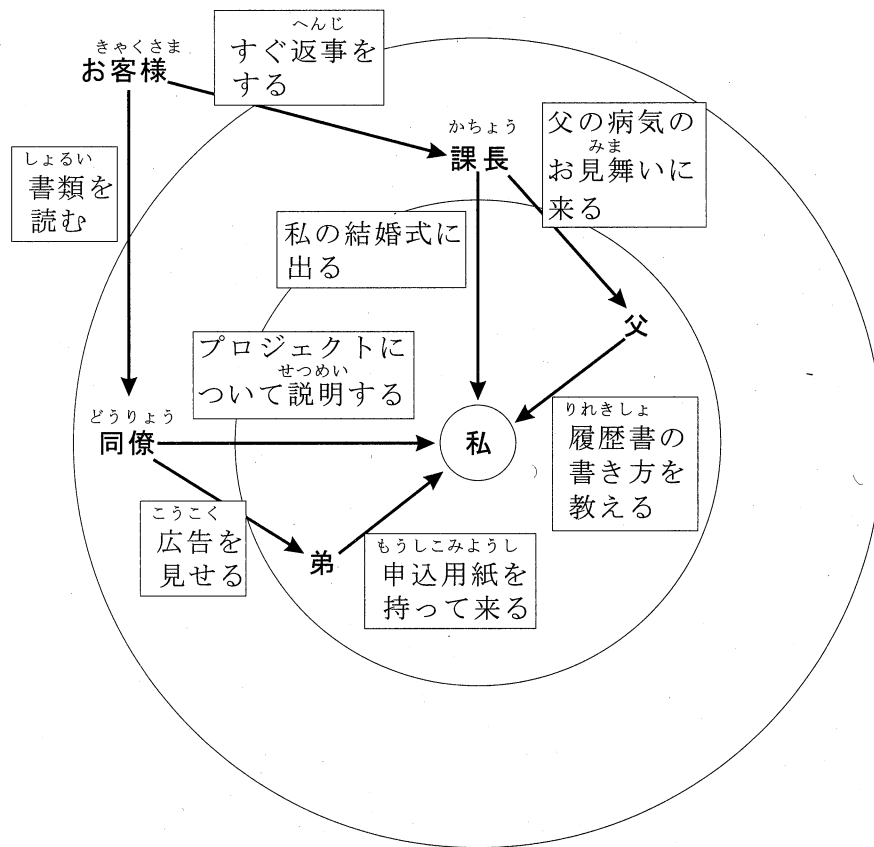 きゃくさま
お客様
へんじ
すぐ返事を
する
かちょう
課長
父の病気の
みま
お見舞いに
来る
しょるい
書類を
読む
私の結婚式に
出る
父
プロジェクトに
せつめい
ついて説明する
どうりょう
同僚
私
りれきしょ
履歴書の
書き方を
教える
こうこく
広告を
見せる
弟
もうしこみようし
申込用紙を
持って来る